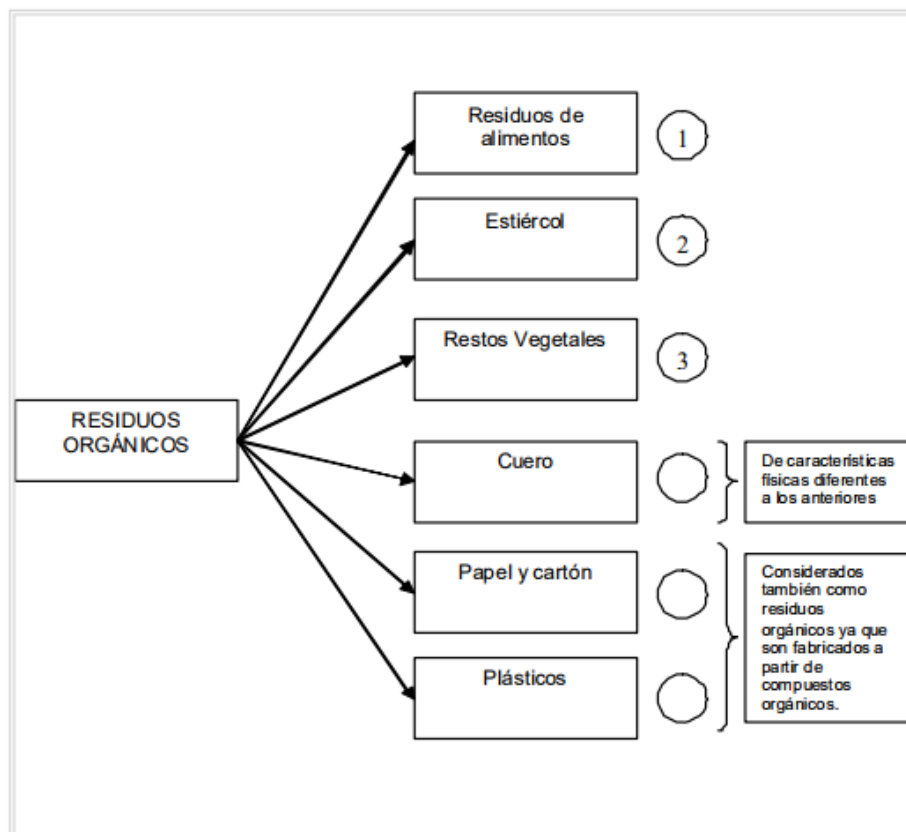 Residuos de
alimentos
1
Estiércol
2
Restos Vegetales
3
RESIDUOS
ORGÁNICOS
Cuero
De características
físicas diferentes
a los anteriores
Papel y cartón
Plásticos
Considerados
también como
residuos
orgánicos ya que
son fabricados a
partir de
compuestos
orgánicos.